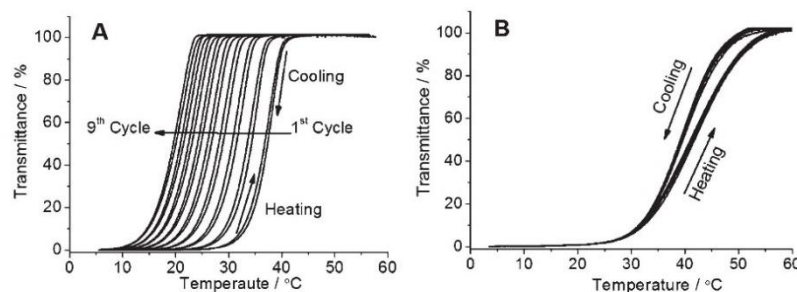 A
Transmittance / %
100
80
60
40
20
0
Cooling
9th Cycle
1st Cycle
Heating
0 10 20 30 40 50 60
Temperaute / °C
B
Transmittance / %
100
80
60
40
20
0
Cooling
Heating
0 10 20 30 40 50 60
Temperature / °C